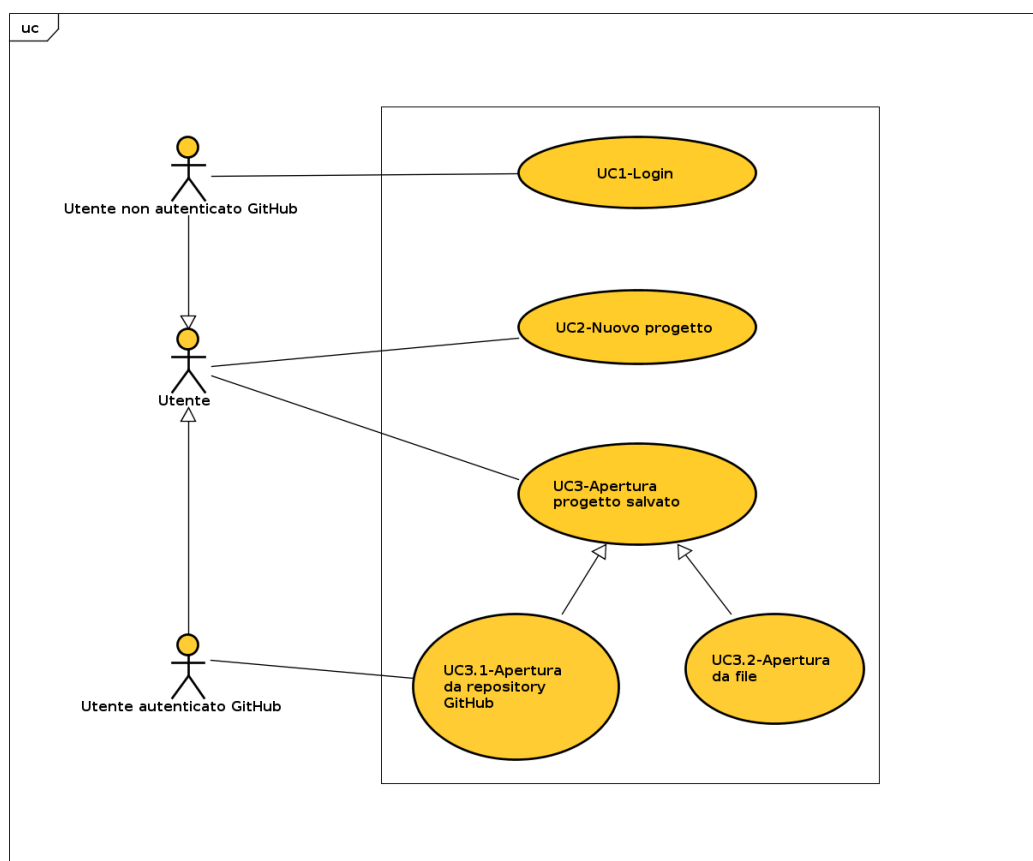 uc
UC1-Login
Utente non autenticato GitHub
UC2-Nuovo progetto
Utente
UC3-Apertura
progetto salvato
UC3.1-Apertura
da repository
GitHub
UC3.2-Apertura
da file
Utente autenticato GitHub